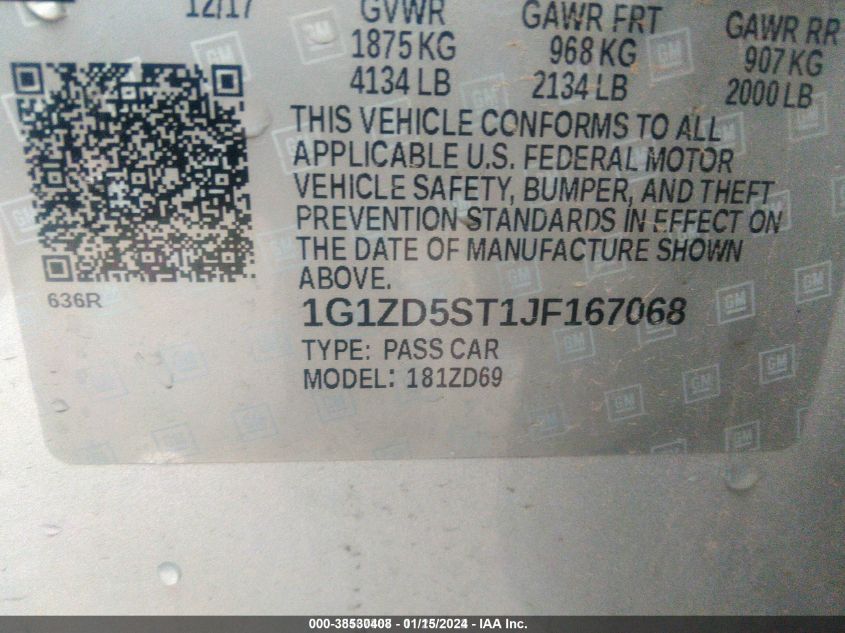 12/17 GVWR GAWR FRT GAWR RR
1875 KG 968 KG 907 KG
4134 LB 2134 LB 2000 LB
THIS VEHICLE CONFORMS TO ALL
APPLICABLE U.S. FEDERAL MOTOR
VEHICLE SAFETY, BUMPER, AND THEFT
PREVENTION STANDARDS IN EFFECT ON
THE DATE OF MANUFACTURE SHOWN
ABOVE.
636R
1G1ZD5ST1JF167068
TYPE: PASS CAR
MODEL: 181ZD69
000-38530408 - 01/15/2024 - IAA Inc.